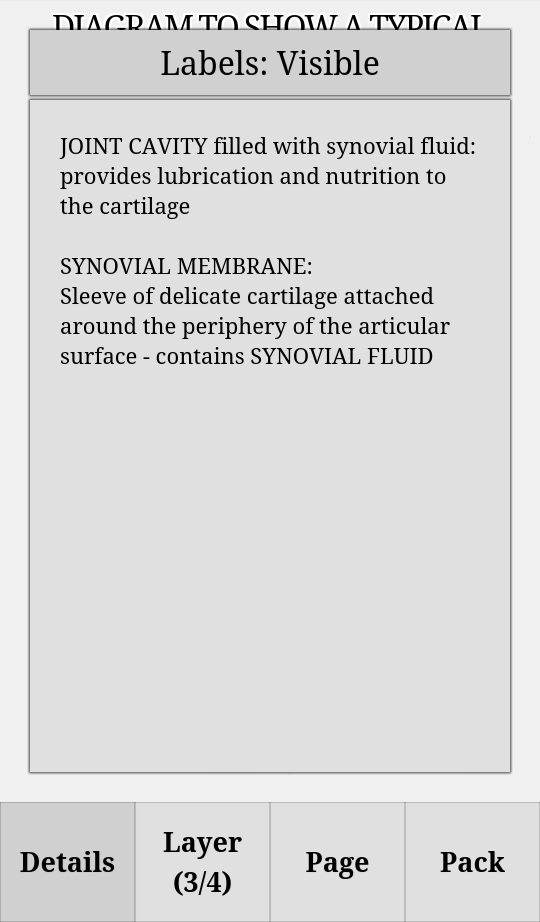 DIAGRAM TO SHOW A TYPICAL
Labels: Visible
JOINT CAVITY filled with synovial fluid:
provides lubrication and nutrition to
the cartilage
SYNOVIAL MEMBRANE:
Sleeve of delicate cartilage attached
around the periphery of the articular
surface - contains SYNOVIAL FLUID
Details
Layer
(3/4)
Page
Pack